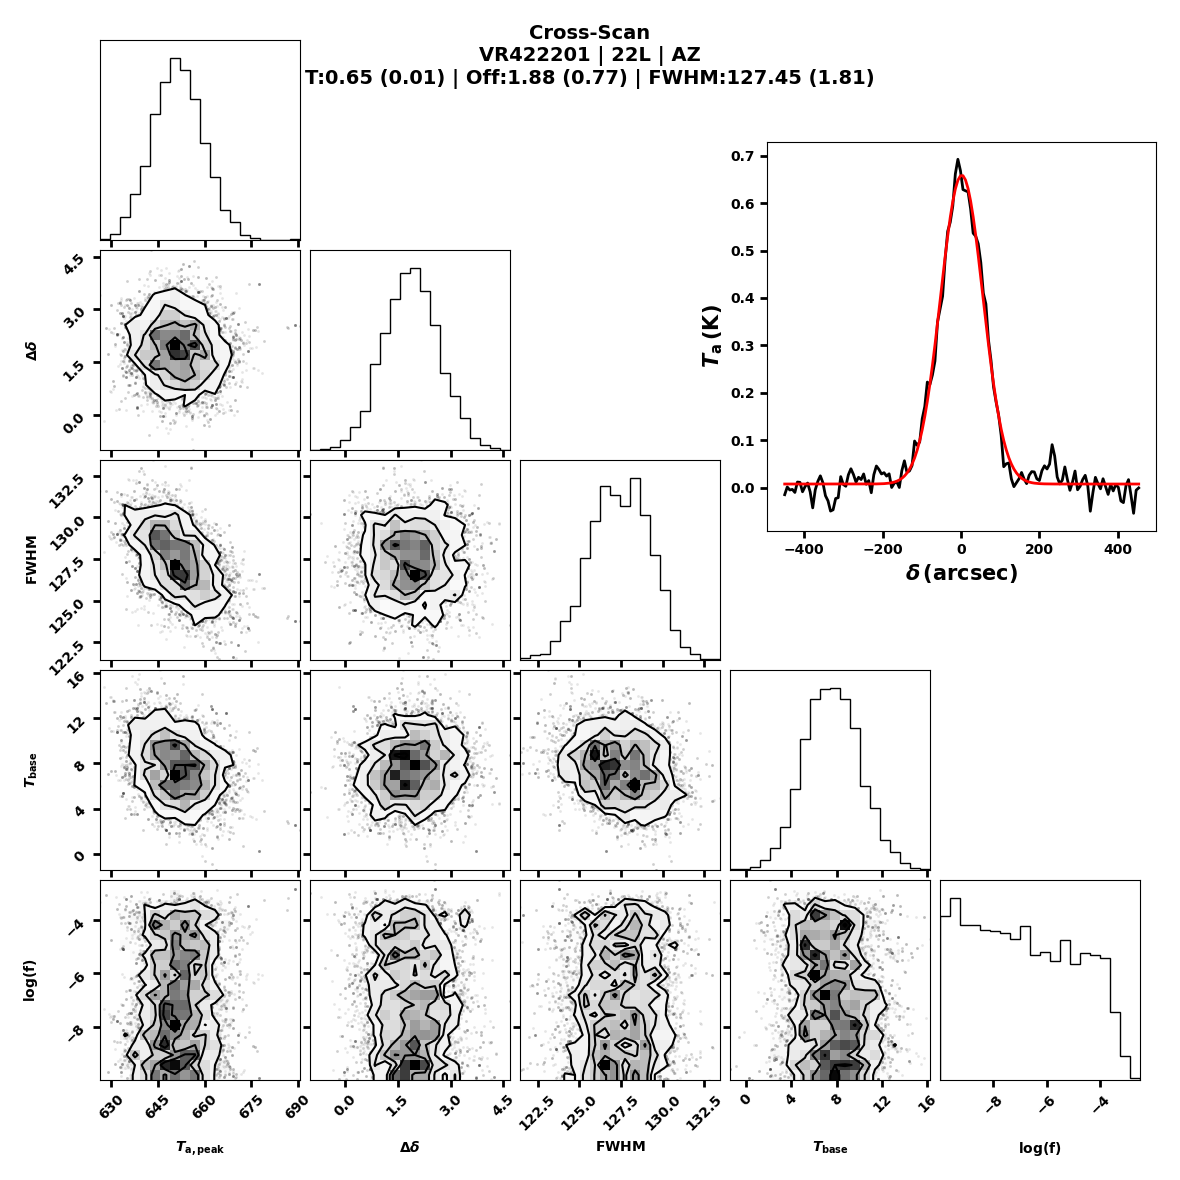 Cross-Scan
VR422201 | 22L | AZ
T:0.65 (0.01) | Off:1.88 (0.77) | FWHM:127.45 (1.81)
0.7
0.6
0.5
0.4
0.3
0.2
0.1
0.0
Tₐ (K)
−400 −200 0 200 400
δ (arcsec)
4.5
3.0
1.5
0.0
Δδ
132.5
130.0
127.5
125.0
122.5
FWHM
16
12
8
4
0
T_base
−4
−6
−8
log(f)
630 645 660 675 690
0.0 1.5 3.0 4.5
122.5 125.0 127.5 130.0 132.5
0 4 8 12 16
−8 −6 −4
T_a,peak Δδ FWHM T_base log(f)